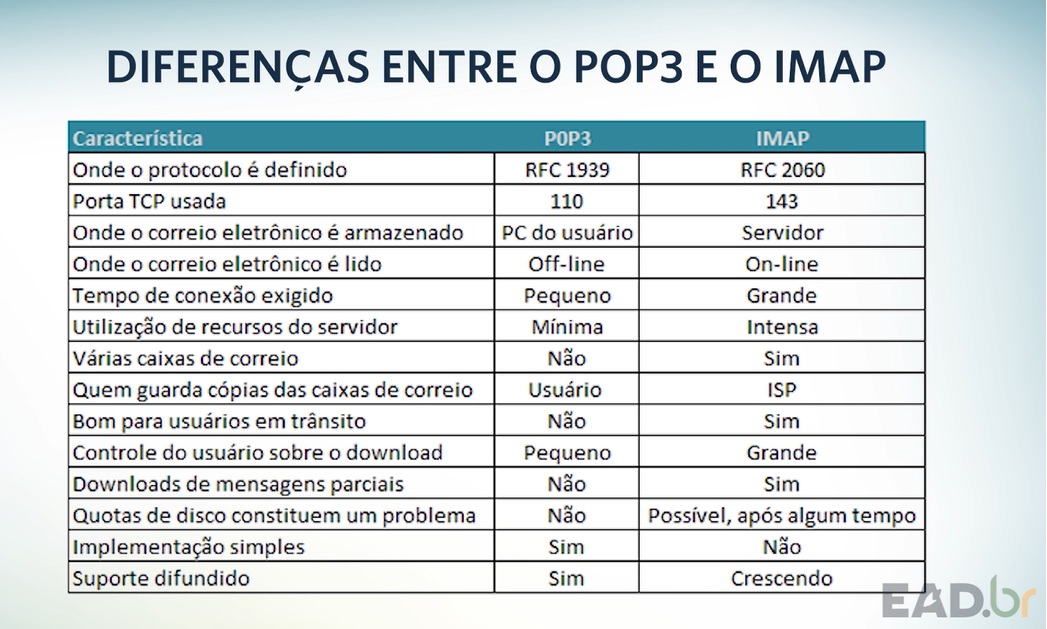 DIFERENÇAS ENTRE O POP3 E O IMAP
Característica POP3 IMAP
Onde o protocolo é definido RFC 1939 RFC 2060
Porta TCP usada 110 143
Onde o correio eletrônico é armazenado PC do usuário Servidor
Onde o correio eletrônico é lido Off-line On-line
Tempo de conexão exigido Pequeno Grande
Utilização de recursos do servidor Mínima Intensa
Várias caixas de correio Não Sim
Quem guarda cópias das caixas de correio Usuário ISP
Bom para usuários em trânsito Não Sim
Controle do usuário sobre o download Pequeno Grande
Downloads de mensagens parciais Não Sim
Quotas de disco constituem um problema Não Possível, após algum tempo
Implementação simples Sim Não
Suporte difundido Sim Crescendo
EAD.br